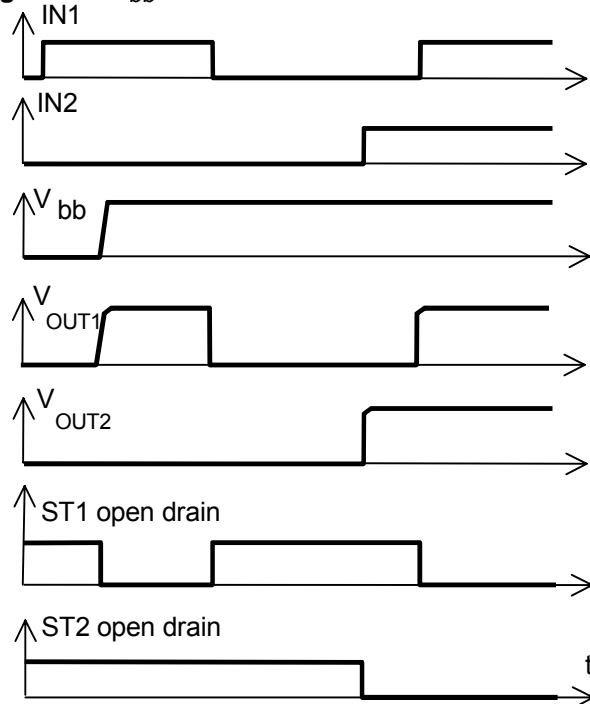 IN1
IN2
V bb
V OUT1
V OUT2
ST1 open drain
ST2 open drain
t